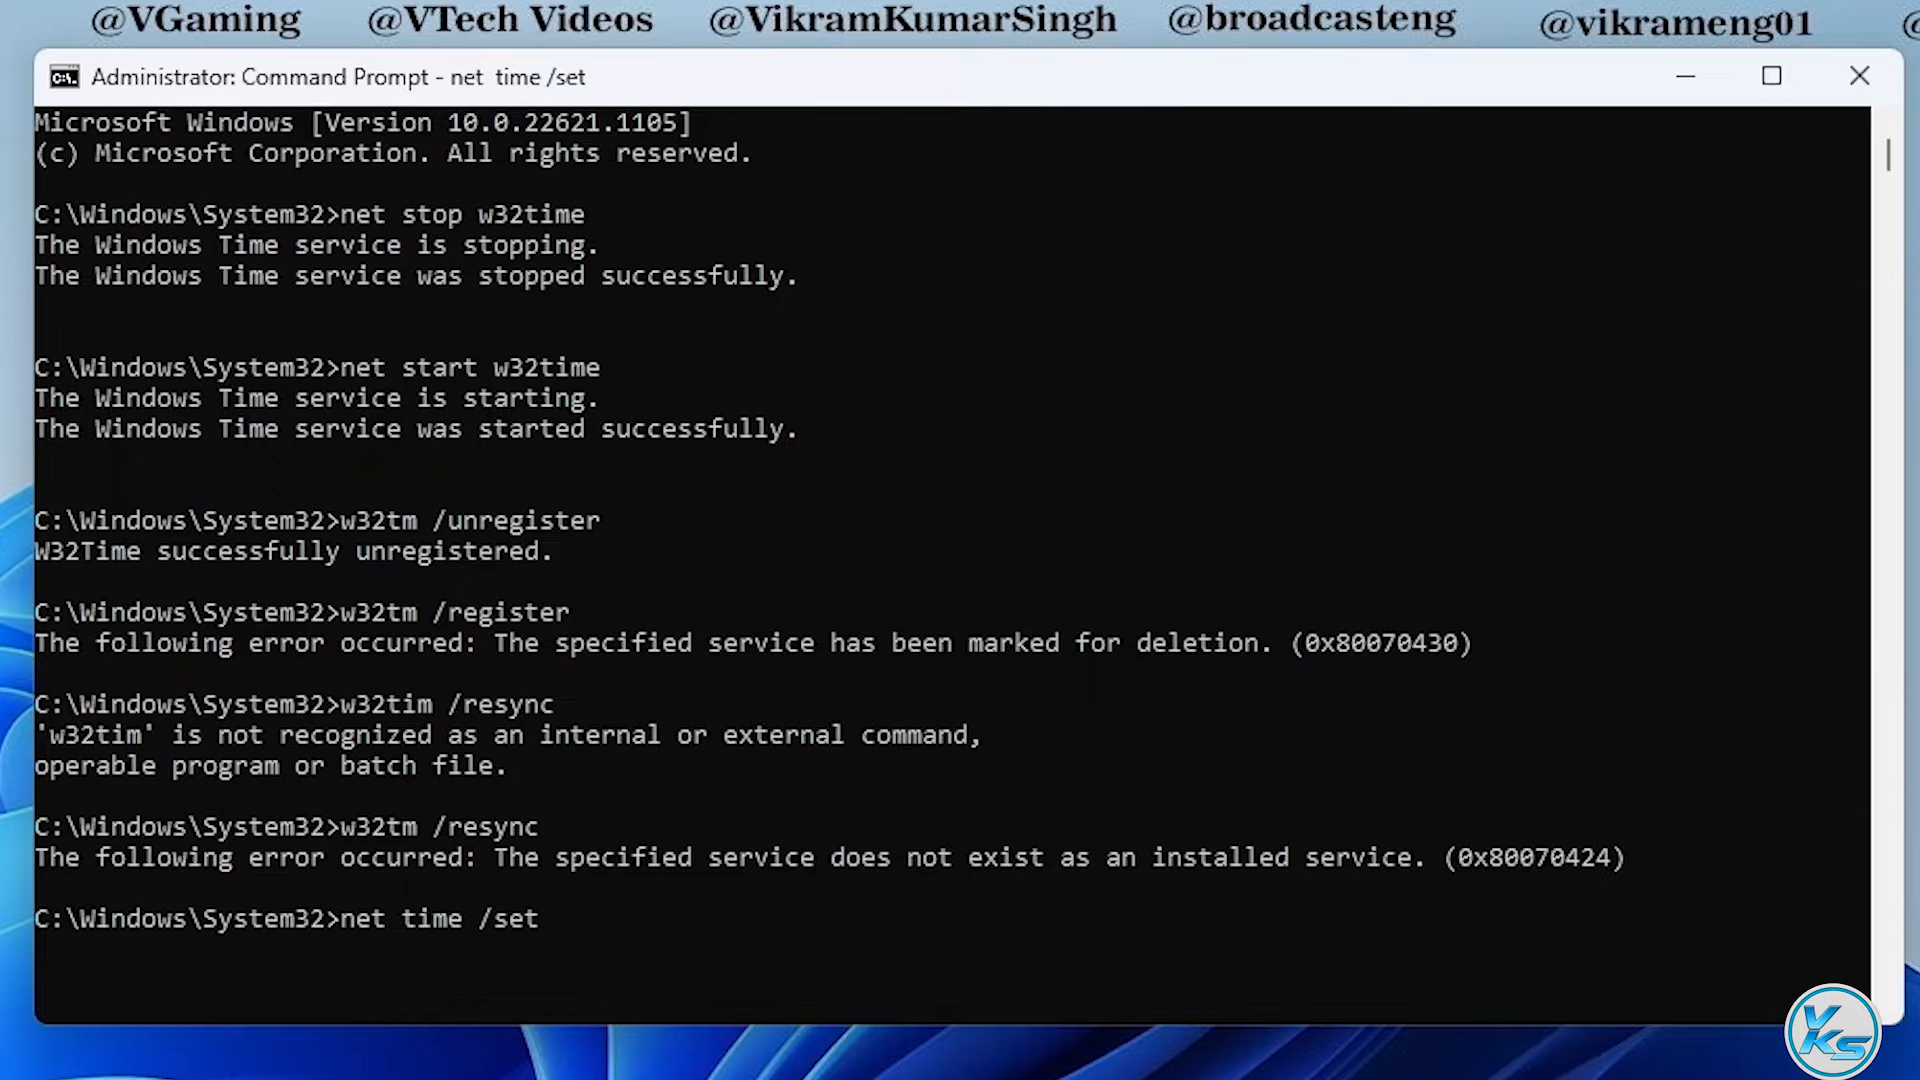 @VGaming @VTech Videos @VikramKumarSingh @broadcasteng @vikrameng01 @
Administrator: Command Prompt - net  time /set
Microsoft Windows [Version 10.0.22621.1105]
(c) Microsoft Corporation. All rights reserved.
C:\Windows\System32>net stop w32time
The Windows Time service is stopping.
The Windows Time service was stopped successfully.
C:\Windows\System32>net start w32time
The Windows Time service is starting.
The Windows Time service was started successfully.
C:\Windows\System32>w32tm /unregister
W32Time successfully unregistered.
C:\Windows\System32>w32tm /register
The following error occurred: The specified service has been marked for deletion. (0x80070430)
C:\Windows\System32>w32tim /resync
'w32tim' is not recognized as an internal or external command,
operable program or batch file.
C:\Windows\System32>w32tm /resync
The following error occurred: The specified service does not exist as an installed service. (0x80070424)
C:\Windows\System32>net time /set
VKS